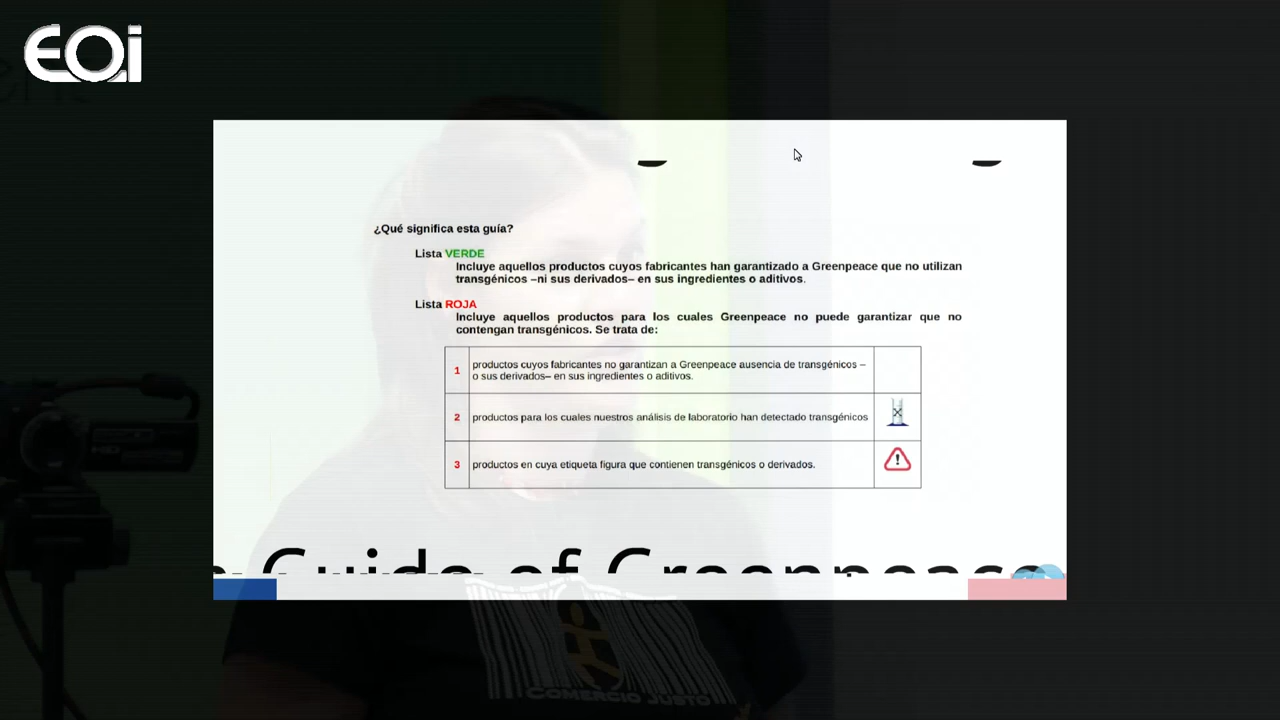 EOi
¿Qué significa esta guía?
Lista VERDE
Incluye aquellos productos cuyos fabricantes han garantizado a Greenpeace que no utilizan
transgénicos –ni sus derivados– en sus ingredientes o aditivos.
Lista ROJA
Incluye aquellos productos para los cuales Greenpeace no puede garantizar que no
contengan transgénicos. Se trata de:
1 productos cuyos fabricantes no garantizan a Greenpeace ausencia de transgénicos –
o sus derivados– en sus ingredientes o aditivos.
2 productos para los cuales nuestros análisis de laboratorio han detectado transgénicos
3 productos en cuya etiqueta figura que contienen transgénicos o derivados.
Guide of Greenpeace
COMERCIO JUSTO